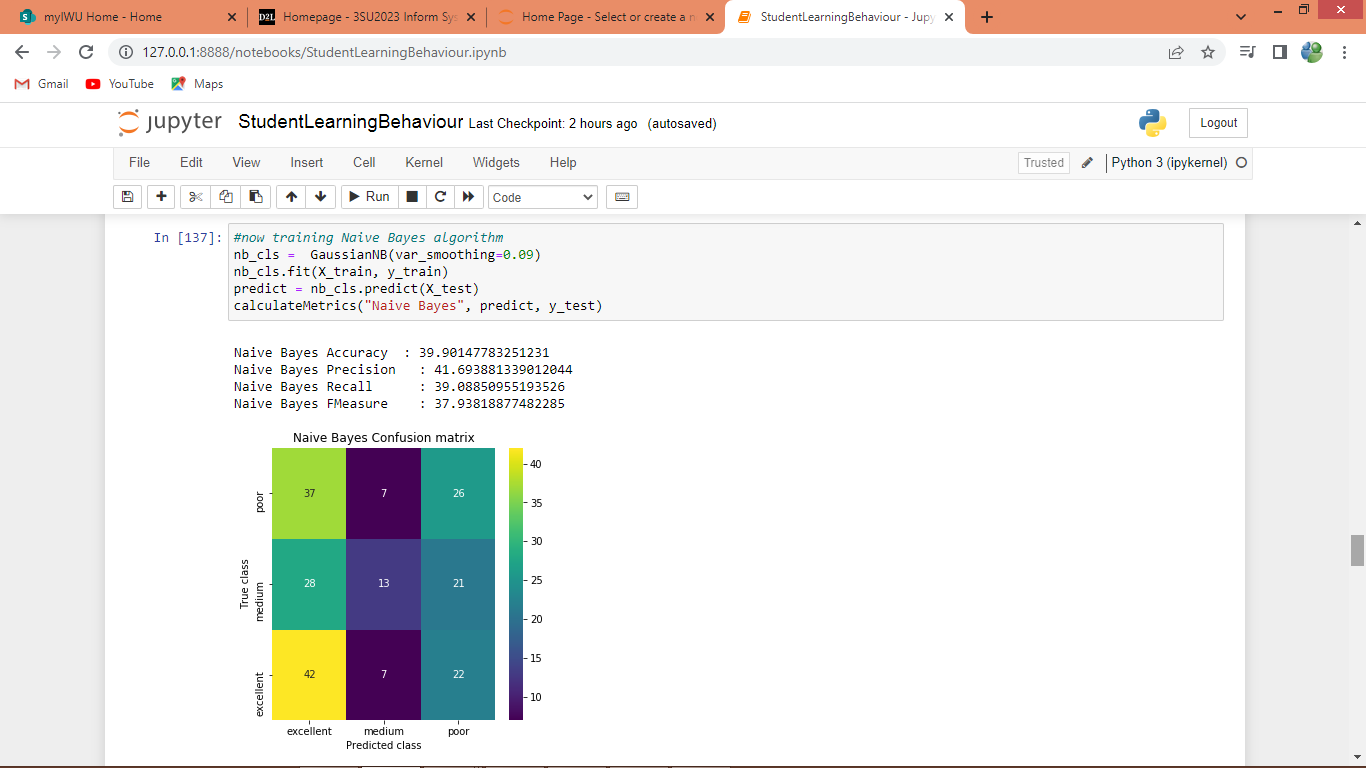 myIWU Home - Home
D2L Homepage - 3SU2023 Inform Sys
Home Page - Select or create a n
StudentLearningBehaviour - Jupy
127.0.0.1:8888/notebooks/StudentLearningBehaviour.ipynb
Gmail YouTube Maps
jupyter StudentLearningBehaviour Last Checkpoint: 2 hours ago (autosaved)
Logout
File Edit View Insert Cell Kernel Widgets Help
Trusted Python 3 (ipykernel)
Run Code
In [137]: #now training Naive Bayes algorithm
nb_cls = GaussianNB(var_smoothing=0.09)
nb_cls.fit(X_train, y_train)
predict = nb_cls.predict(X_test)
calculateMetrics("Naive Bayes", predict, y_test)
Naive Bayes Accuracy : 39.90147783251231
Naive Bayes Precision : 41.693881339012044
Naive Bayes Recall : 39.08850955193526
Naive Bayes FMeasure : 37.93818877482285
Naive Bayes Confusion matrix
True class
poor 37 7 26
medium 28 13 21
excellent 42 7 22
excellent medium poor
Predicted class
40
35
30
25
20
15
10